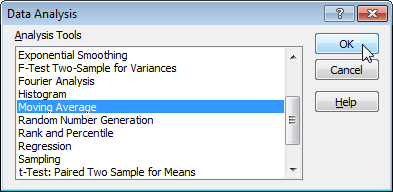 Data Analysis
?
Analysis Tools
Exponential Smoothing
F-Test Two-Sample for Variances
Fourier Analysis
Histogram
Moving Average
Random Number Generation
Rank and Percentile
Regression
Sampling
t-Test: Paired Two Sample for Means
OK
Cancel
Help